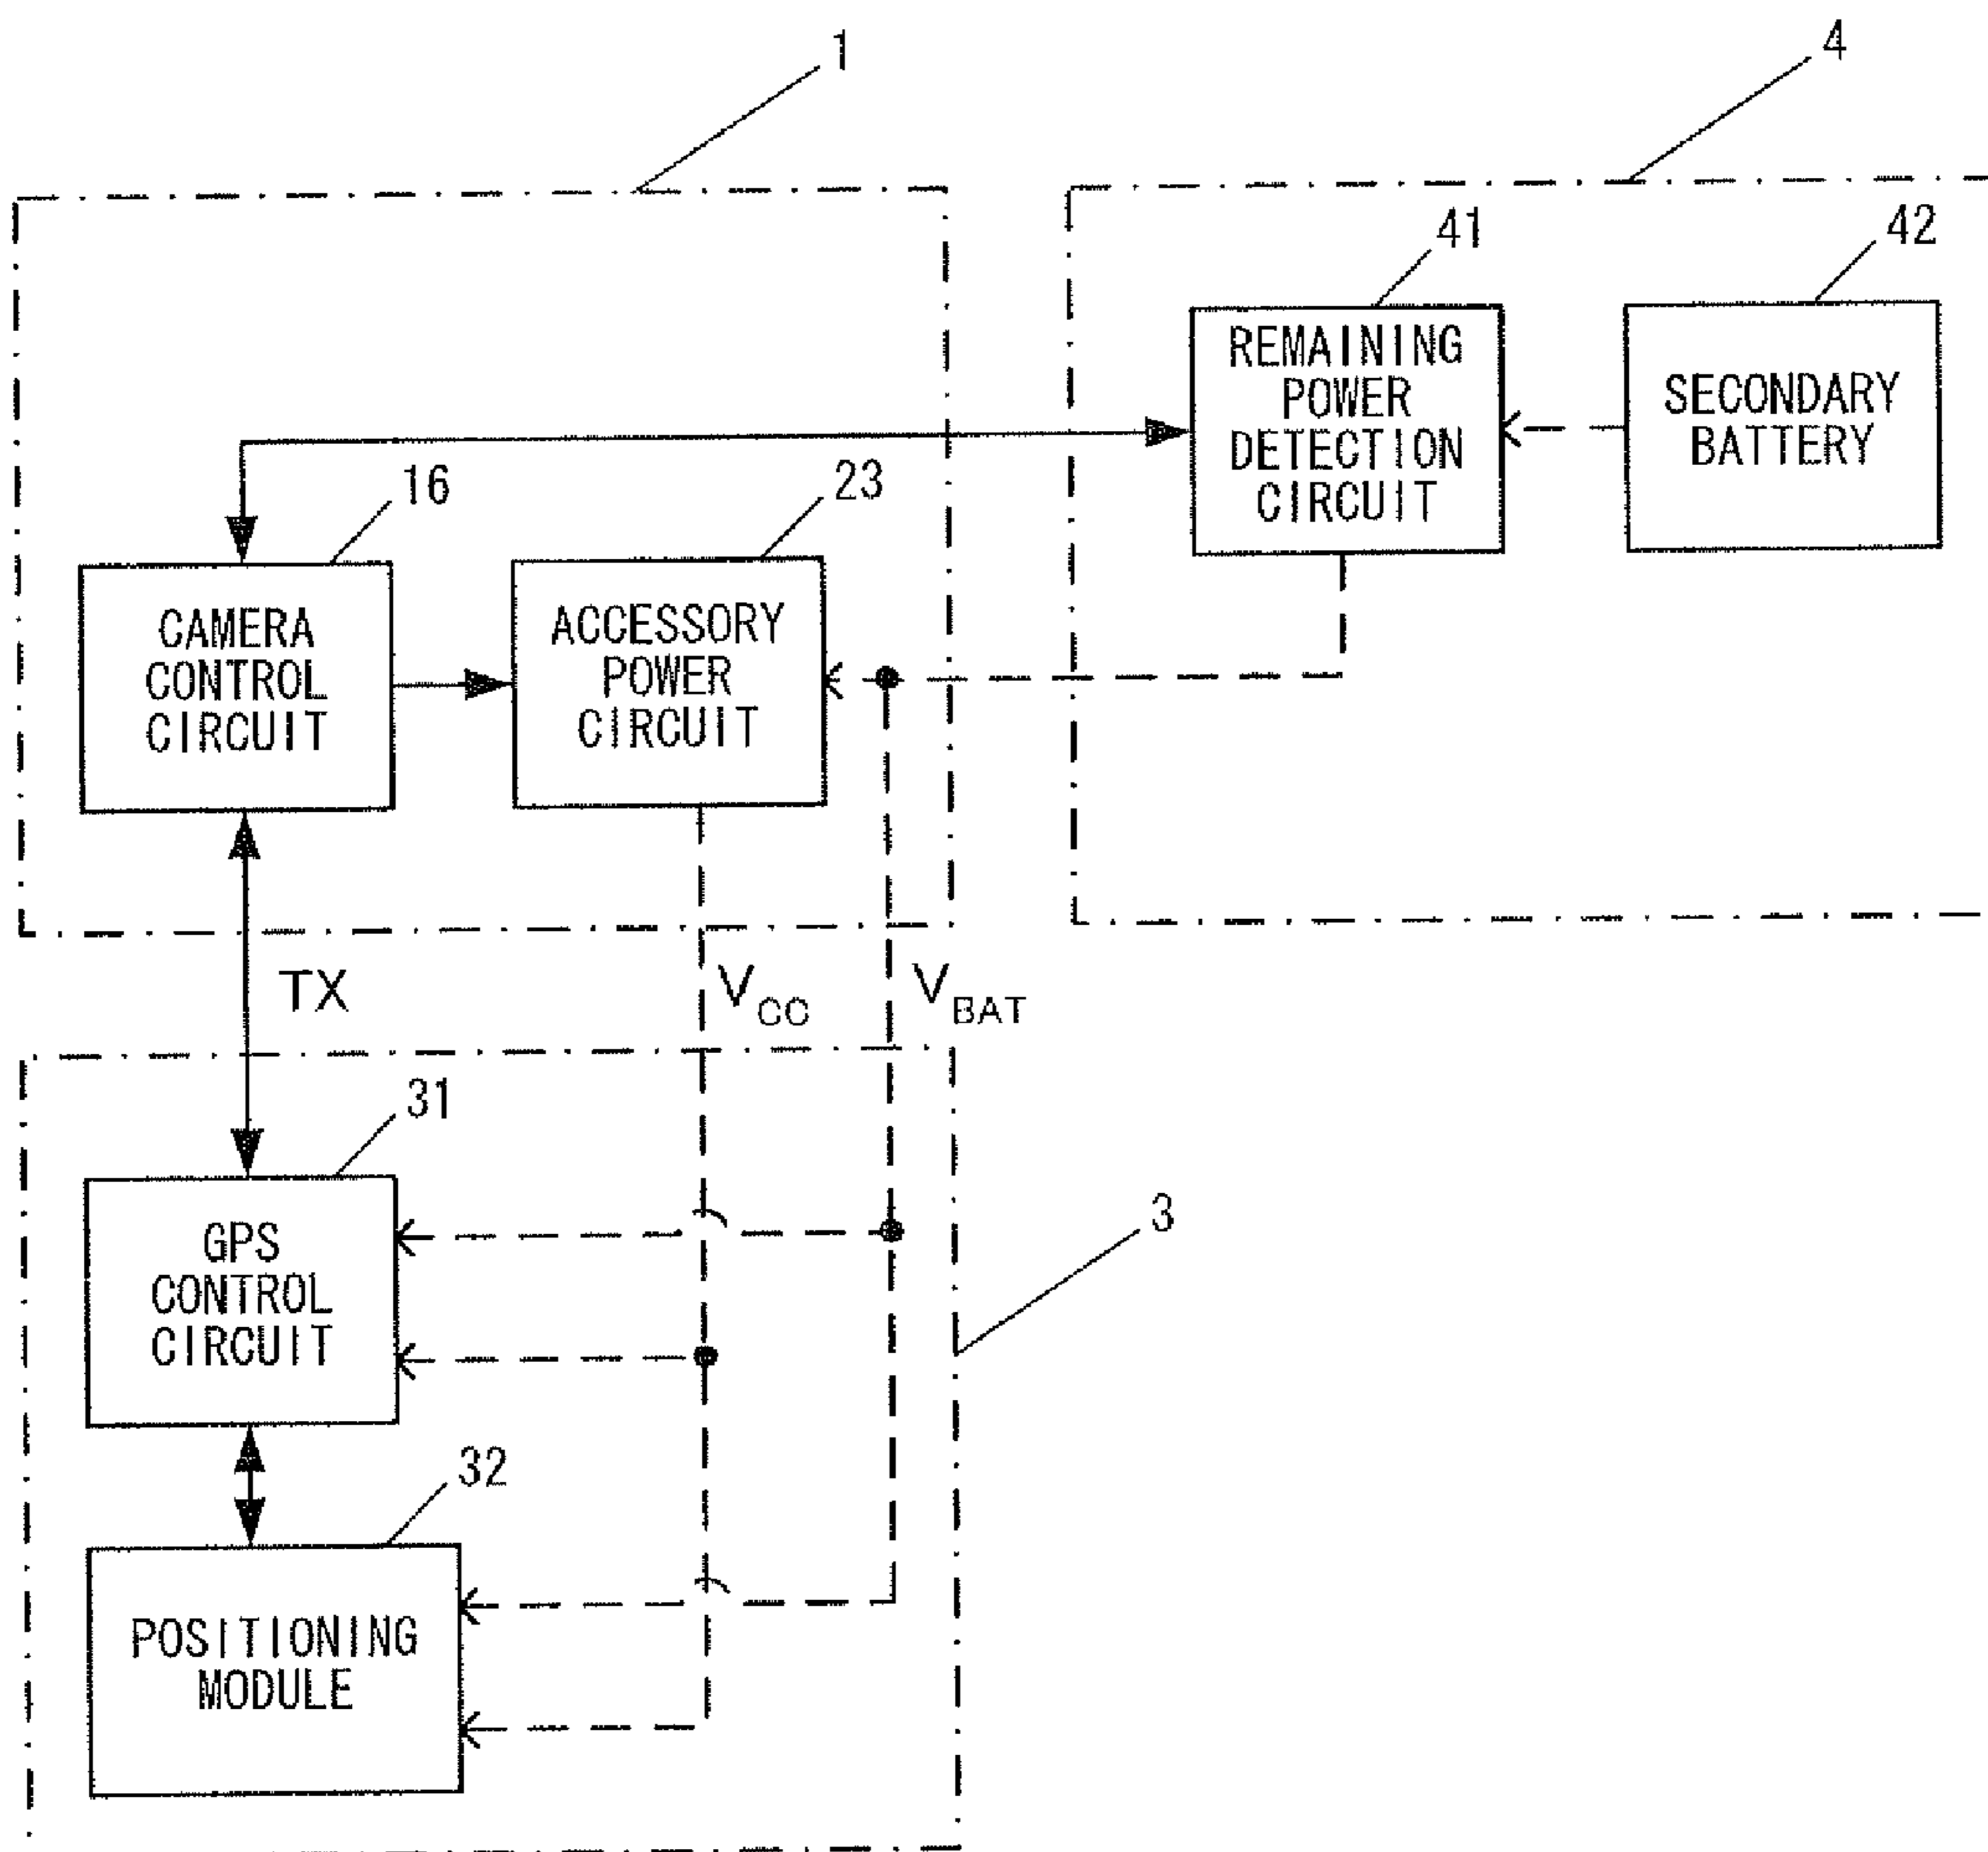 1
4
41
42
REMAINING
POWER
DETECTION
CIRCUIT
SECONDARY
BATTERY
16
23
CAMERA
CONTROL
CIRCUIT
ACCESSORY
POWER
CIRCUIT
TX
VCC
VBAT
31
3
GPS
CONTROL
CIRCUIT
32
POSITIONING
MODULE